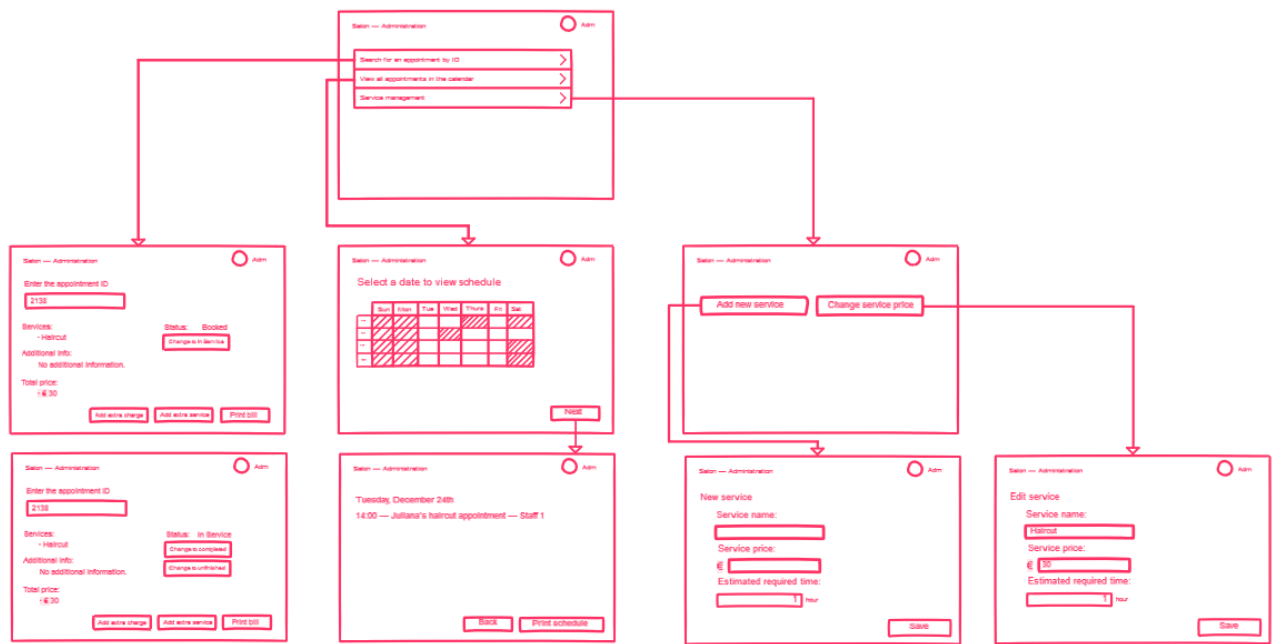 Salon — Administration
Adm
Search for an appointment by ID
View all appointments in the calendar
Service management
Salon — Administration
Adm
Enter the appointment ID
2138
Services:
- Haircut
Status: Booked
Change to In Service
Additional info:
No additional information.
Total price:
- € 30
Add extra charge
Add extra service
Print bill
Salon — Administration
Adm
Select a date to view schedule
Sun Mon Tue Wed Thurs Fri Sat
Next
Salon — Administration
Adm
Add new service
Change service price
Salon — Administration
Adm
Enter the appointment ID
2138
Services:
- Haircut
Status: In Service
Change to completed
Change to unfinished
Additional info:
No additional information.
Total price:
- € 30
Add extra charge
Add extra service
Print bill
Salon — Administration
Adm
Tuesday, December 24th
14:00 — Juliana's haircut appointment — Staff 1
Back
Print schedule
Salon — Administration
Adm
New service
Service name:
Service price:
€
Estimated required time:
1 hour
Save
Salon — Administration
Adm
Edit service
Service name:
Haircut
Service price:
€ 30
Estimated required time:
1 hour
Save